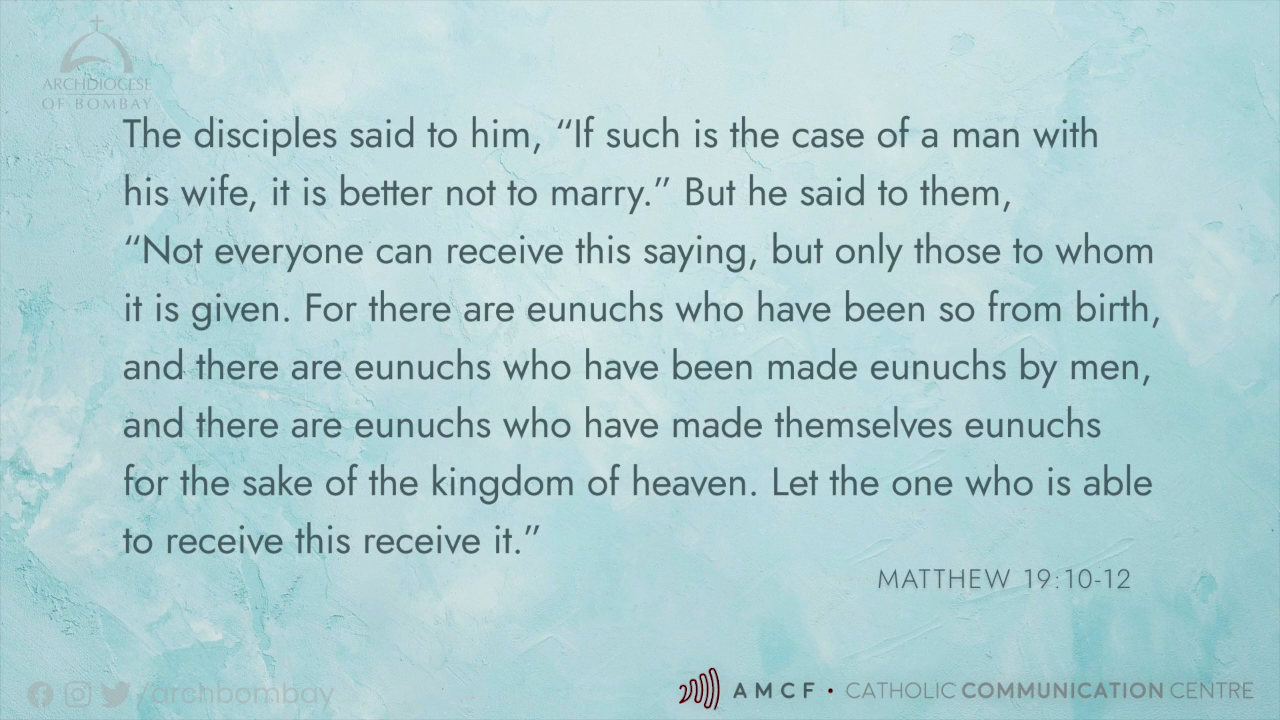 ARCHDIOCESE
OF BOMBAY
The disciples said to him, “If such is the case of a man with
his wife, it is better not to marry.” But he said to them,
“Not everyone can receive this saying, but only those to whom
it is given. For there are eunuchs who have been so from birth,
and there are eunuchs who have been made eunuchs by men,
and there are eunuchs who have made themselves eunuchs
for the sake of the kingdom of heaven. Let the one who is able
to receive this receive it.”
MATTHEW 19:10-12
/archbombay
AMCF • CATHOLIC COMMUNICATION CENTRE